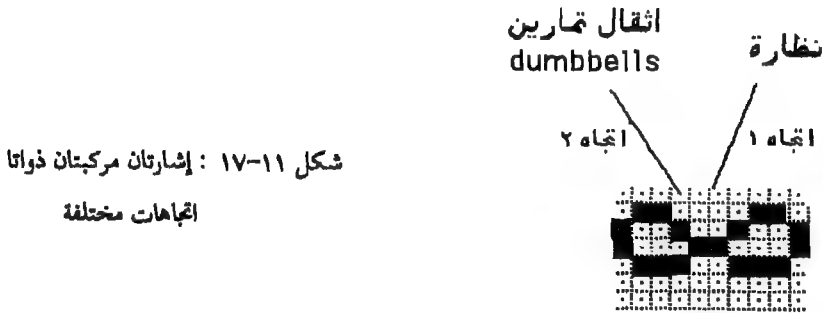 نظارة
اثقال تمارين
dumbbells
اتجاه ١
اتجاه ٢
شكل ١١-١٧ : إشارتان مركبتان ذواتا
اتجاهات مختلفة